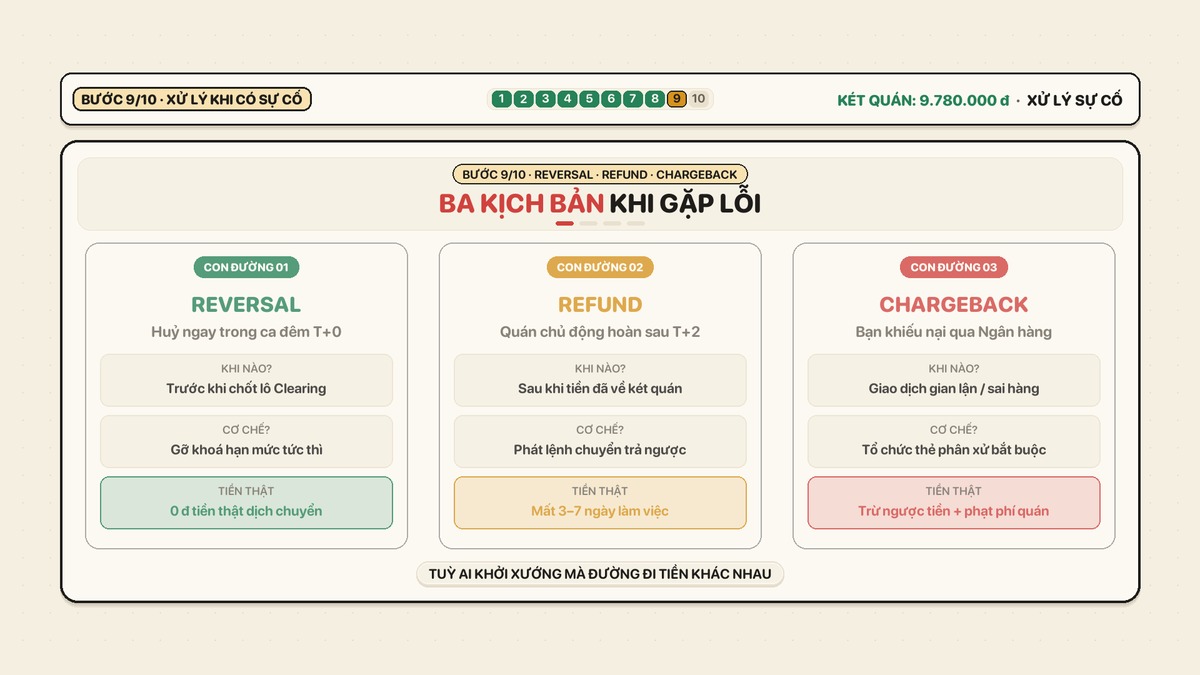 BƯỚC 9/10 · XỬ LÝ KHI CÓ SỰ CỐ
1 2 3 4 5 6 7 8 9 10
KÉT QUÁN: 9.780.000 đ · XỬ LÝ SỰ CỐ
BƯỚC 9/10 · REVERSAL · REFUND · CHARGEBACK
BA KỊCH BẢN KHI GẶP LỖI
CON ĐƯỜNG 01
REVERSAL
Huỷ ngay trong ca đêm T+0
KHI NÀO?
Trước khi chốt lô Clearing
CƠ CHẾ?
Gỡ khoá hạn mức tức thì
TIỀN THẬT
0 đ tiền thật dịch chuyển
CON ĐƯỜNG 02
REFUND
Quán chủ động hoàn sau T+2
KHI NÀO?
Sau khi tiền đã về két quán
CƠ CHẾ?
Phát lệnh chuyển trả ngược
TIỀN THẬT
Mất 3–7 ngày làm việc
CON ĐƯỜNG 03
CHARGEBACK
Bạn khiếu nại qua Ngân hàng
KHI NÀO?
Giao dịch gian lận / sai hàng
CƠ CHẾ?
Tổ chức thẻ phân xử bắt buộc
TIỀN THẬT
Trừ ngược tiền + phạt phí quán
TUỲ AI KHỞI XƯỚNG MÀ ĐƯỜNG ĐI TIỀN KHÁC NHAU